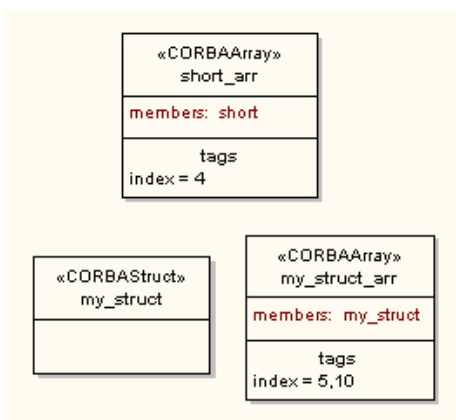 «CORBAArray»
short_arr
members: short
tags
index = 4
«CORBAStruct»
my_struct
«CORBAArray»
my_struct_arr
members: my_struct
tags
index = 5,10